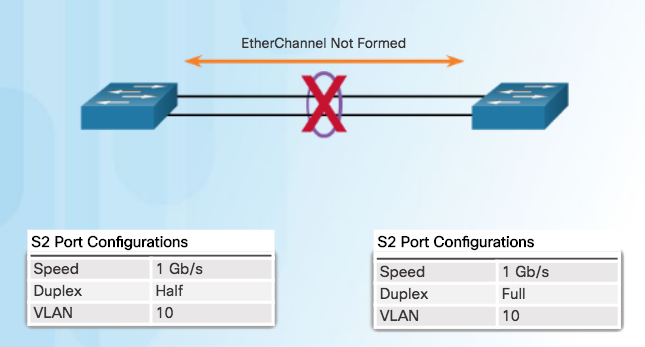 EtherChannel Not Formed
S2 Port Configurations
Speed 1 Gb/s
Duplex Half
VLAN 10
S2 Port Configurations
Speed 1 Gb/s
Duplex Full
VLAN 10